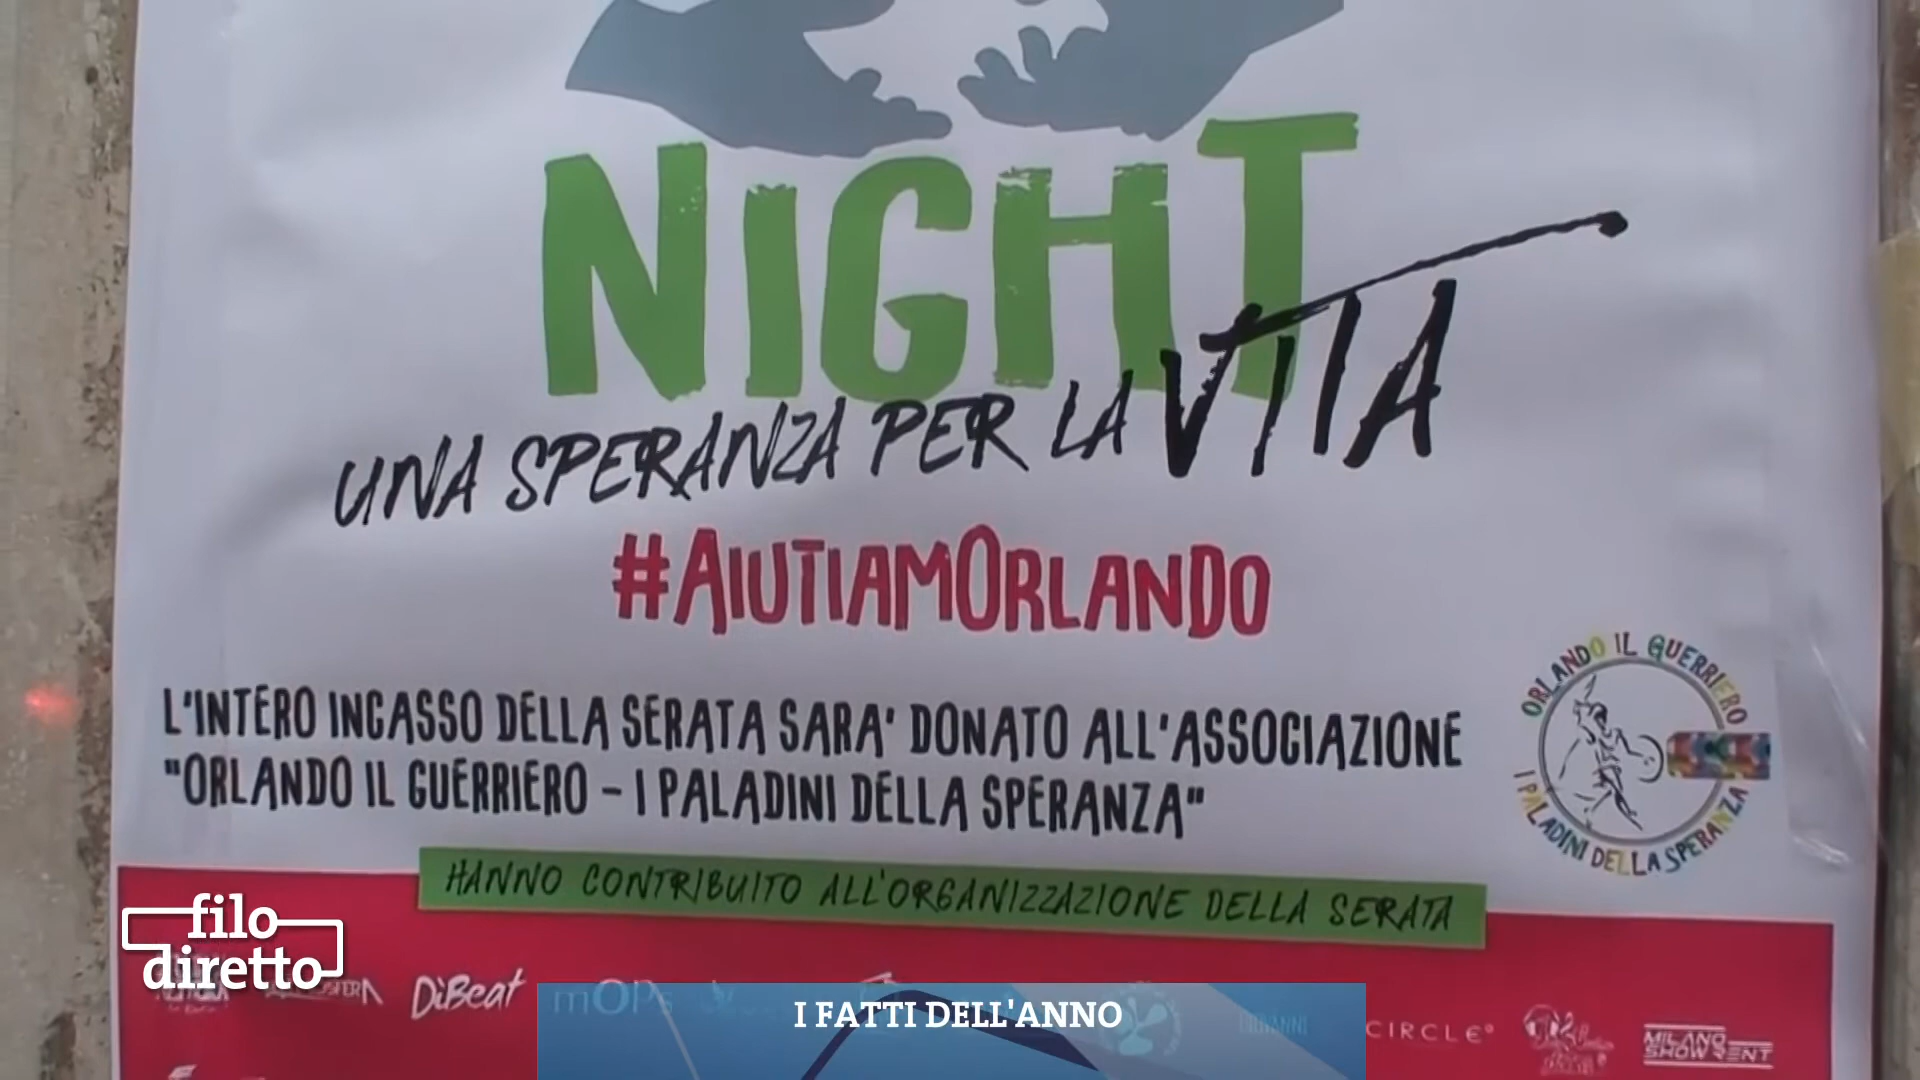 NIGHT
UNA SPERANZA PER LA VITA
#AIUTIAMORLANDO
L'INTERO INCASSO DELLA SERATA SARA' DONATO ALL'ASSOCIAZIONE
"ORLANDO IL GUERRIERO - I PALADINI DELLA SPERANZA"
ORLANDO IL GUERRIERO
I PALADINI DELLA SPERANZA
HANNO CONTRIBUITO ALL'ORGANIZZAZIONE DELLA SERATA
filo
diretto
DiBeat
mOPs
CIRCLE
MILANO
SHOW RENT
I FATTI DELL'ANNO